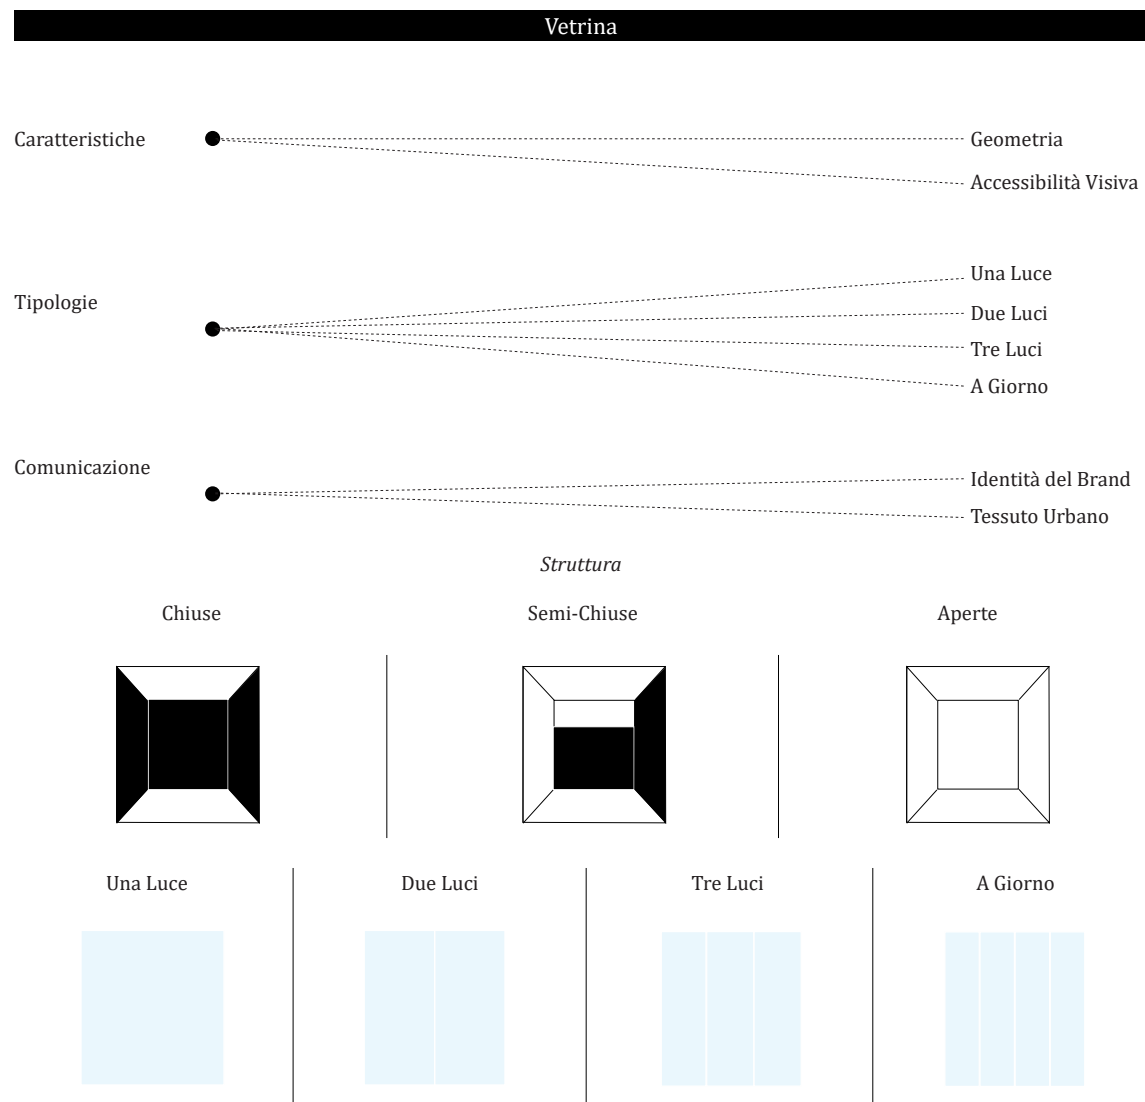 Vetrina
Caratteristiche
Geometria
Accessibilità Visiva
Tipologie
Una Luce
Due Luci
Tre Luci
A Giorno
Comunicazione
Identità del Brand
Tessuto Urbano
Struttura
Chiuse
Semi-Chiuse
Aperte
Una Luce
Due Luci
Tre Luci
A Giorno